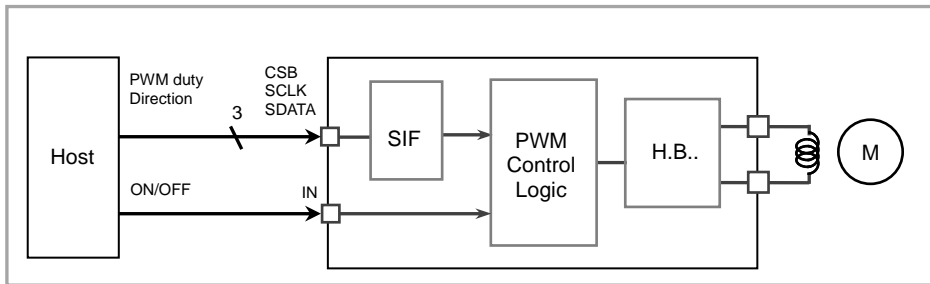 PWM duty
Direction
CSB
SCLK
SDATA
3
Host
SIF
PWM
Control
Logic
H.B..
M
ON/OFF
IN